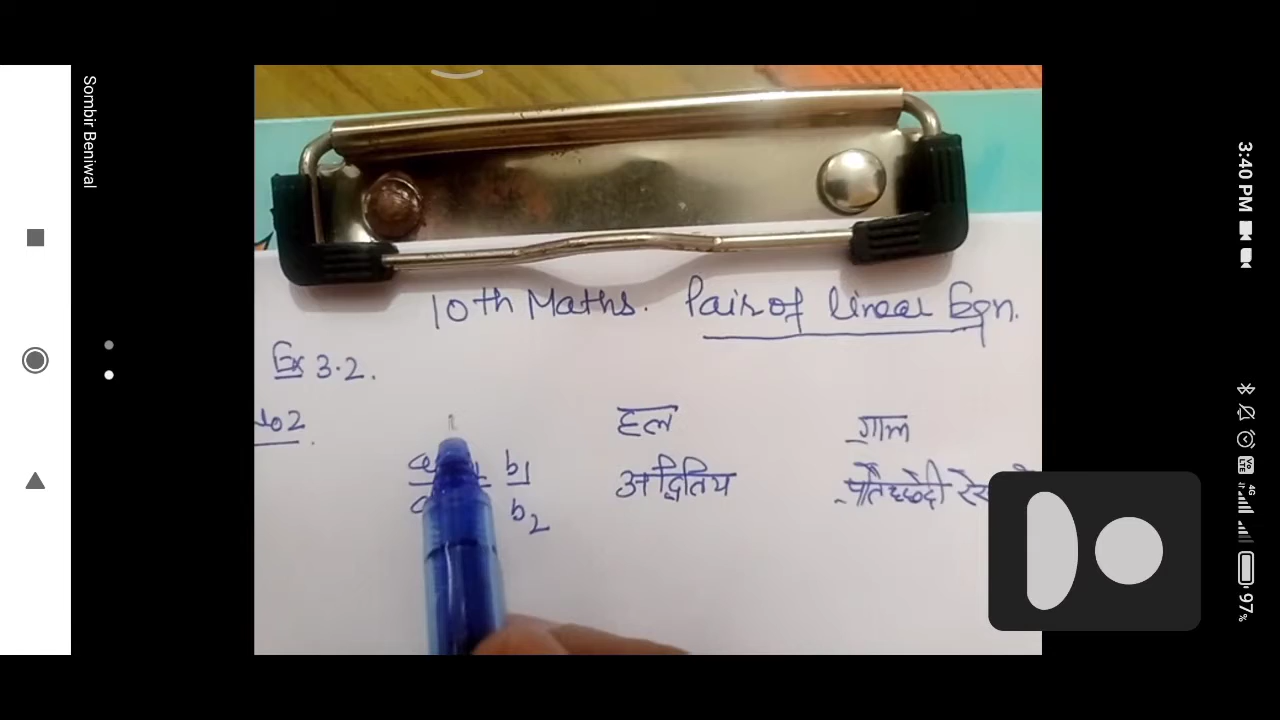 Sombir Beniwal
3:40 PM
4G
97%
10th Maths. Pair of linear Eqn.
Ex 3.2.
हल
ग्राफ
b1
b2
अद्वितिय